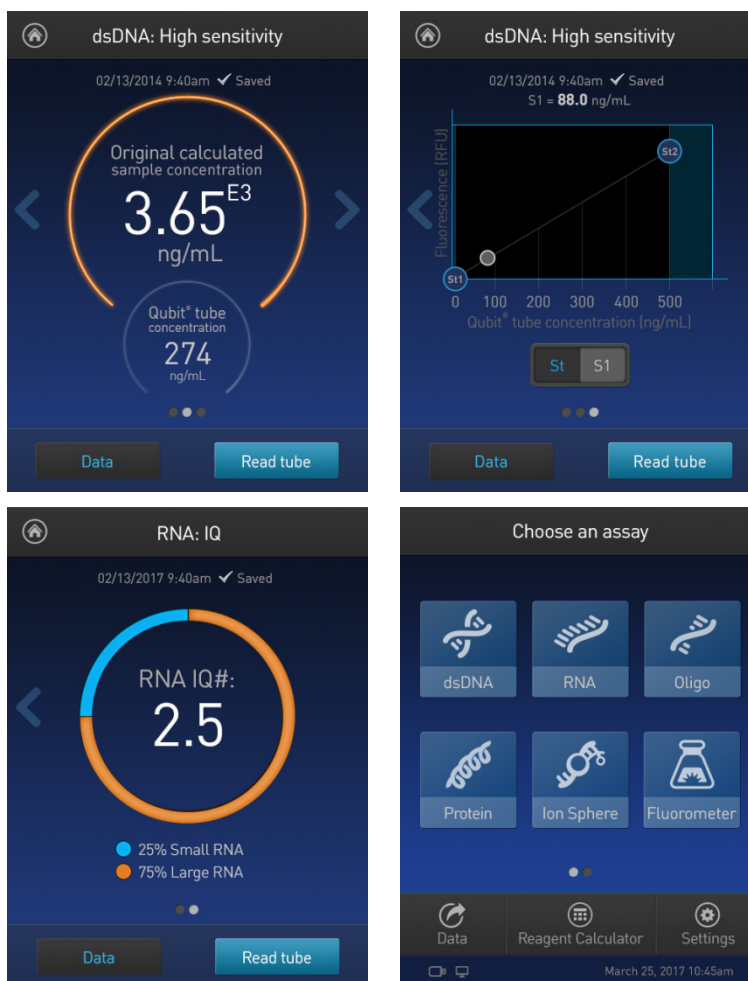 dsDNA: High sensitivity
02/13/2014 9:40am ✓ Saved
Original calculated
sample concentration
3.65E3
ng/mL
Qubit® tube
concentration
274
ng/mL
Data
Read tube
dsDNA: High sensitivity
02/13/2014 9:40am ✓ Saved
S1 = 88.0 ng/mL
Fluorescence (RFU)
St2
St1
0 100 200 300 400 500
Qubit® tube concentration (ng/mL)
St S1
Data
Read tube
RNA: IQ
02/13/2017 9:40am ✓ Saved
RNA IQ#:
2.5
25% Small RNA
75% Large RNA
Data
Read tube
Choose an assay
dsDNA RNA Oligo
Protein Ion Sphere Fluorometer
Data Reagent Calculator Settings
March 25, 2017 10:45am